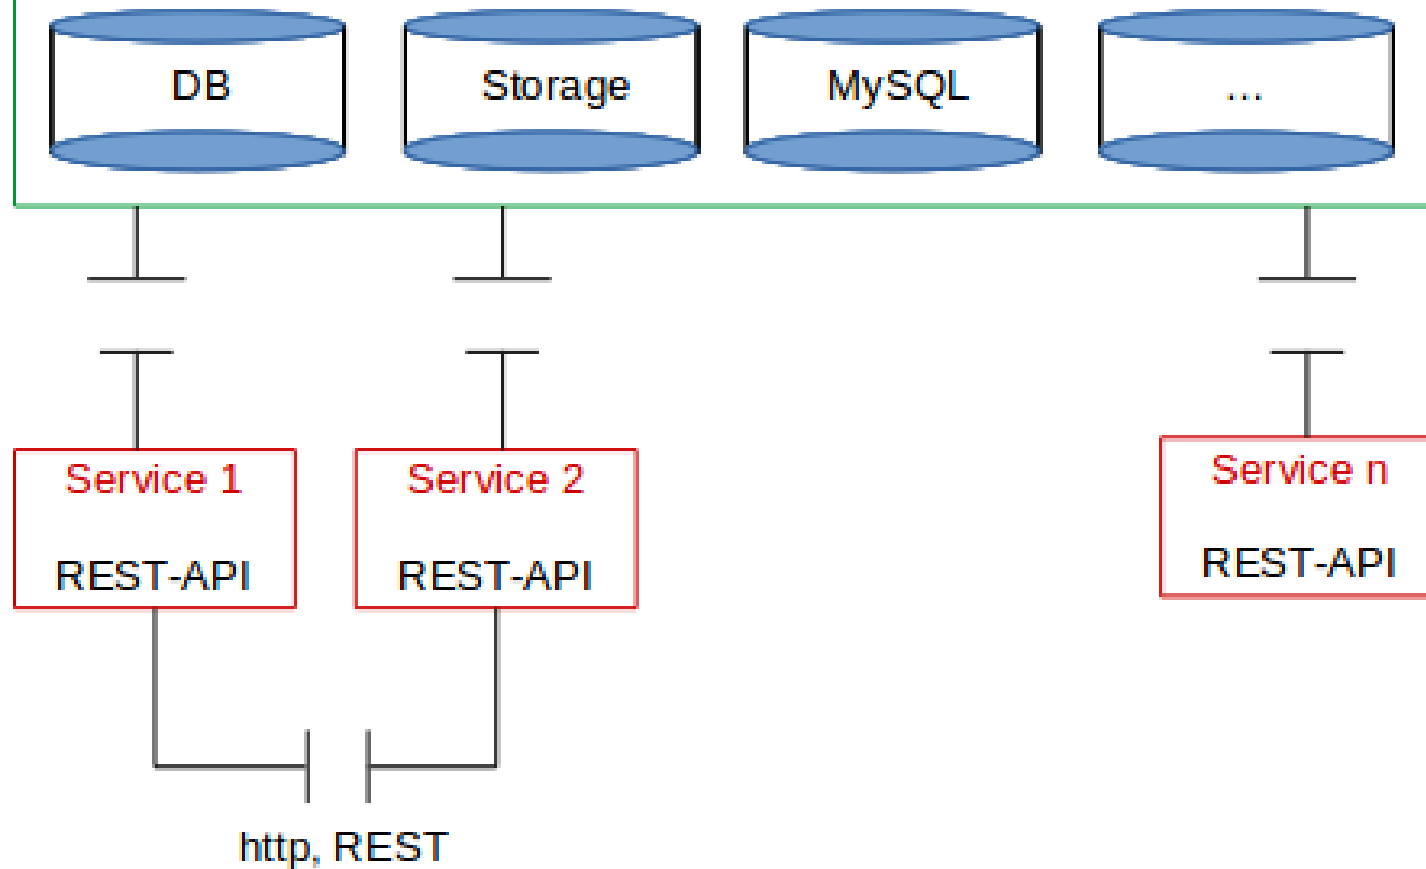 DB
Storage
MySQL
...
Service 1
REST-API
Service 2
REST-API
Service n
REST-API
http, REST